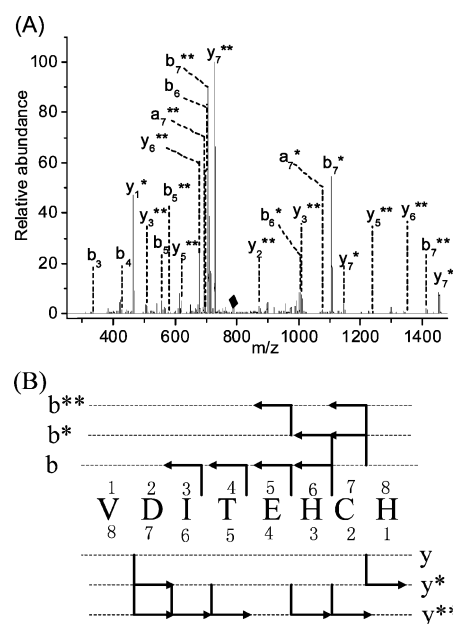 (A)
Relative abundance
100
80
60
40
20
0
400 600 800 1000 1200 1400
m/z
b3 b4 y1* y3** b5 b5** y5** y6** a7** b6 b7** y7**
y2** b6* y3** a7* b7* y7* y5** y6** b7** y7*
(B)
b**
b*
b
1 2 3 4 5 6 7 8
V D I T E H C H
8 7 6 5 4 3 2 1
y
y*
y**